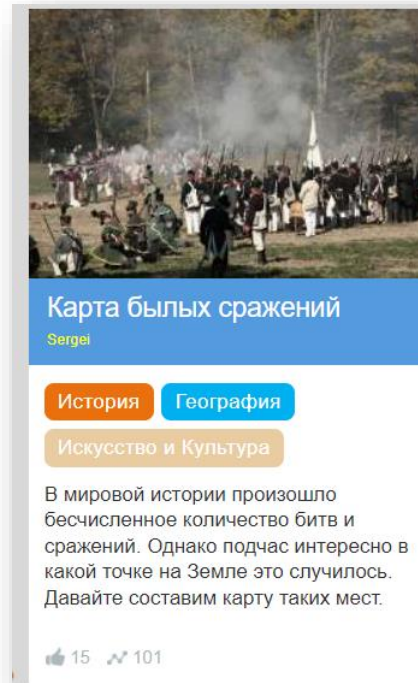 Карта былых сражений
Sergei
История География
Искусство и Культура
В мировой истории произошло
бесчисленное количество битв и
сражений. Однако подчас интересно в
какой точке на Земле это случилось.
Давайте составим карту таких мест.
15 101